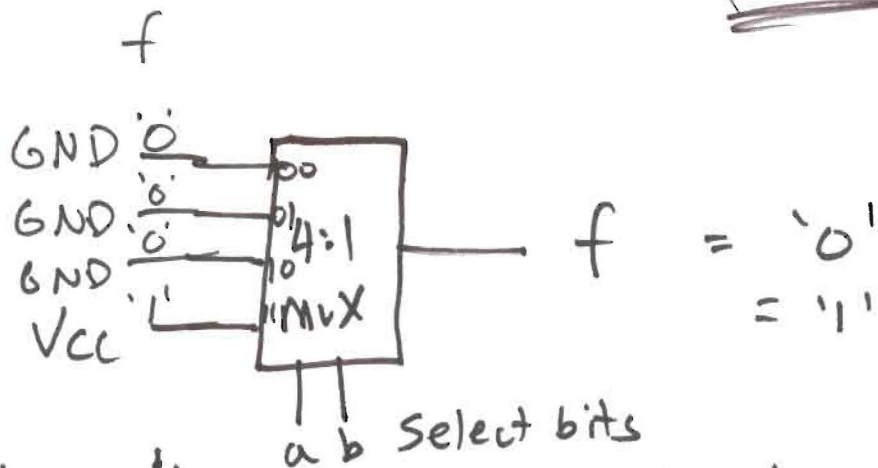 f
GND '0' 00
GND '0' 01 f = '0'
GND '0' 10 4:1 = '1'
VCC '1' 11 MUX
a b Select bits